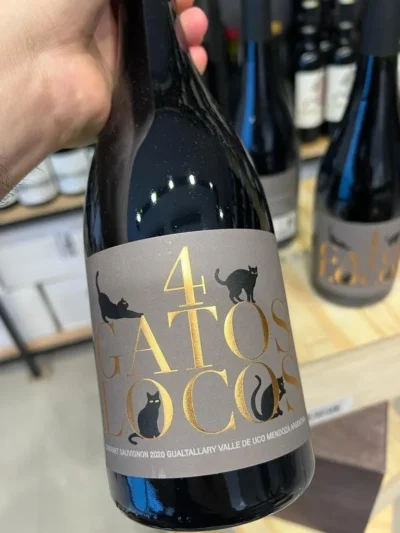 4
GATOS
LOCOS
CABERNET SAUVIGNON 2020 GUALTALLARY VALLE DE UCO MENDOZA ARGENTINA